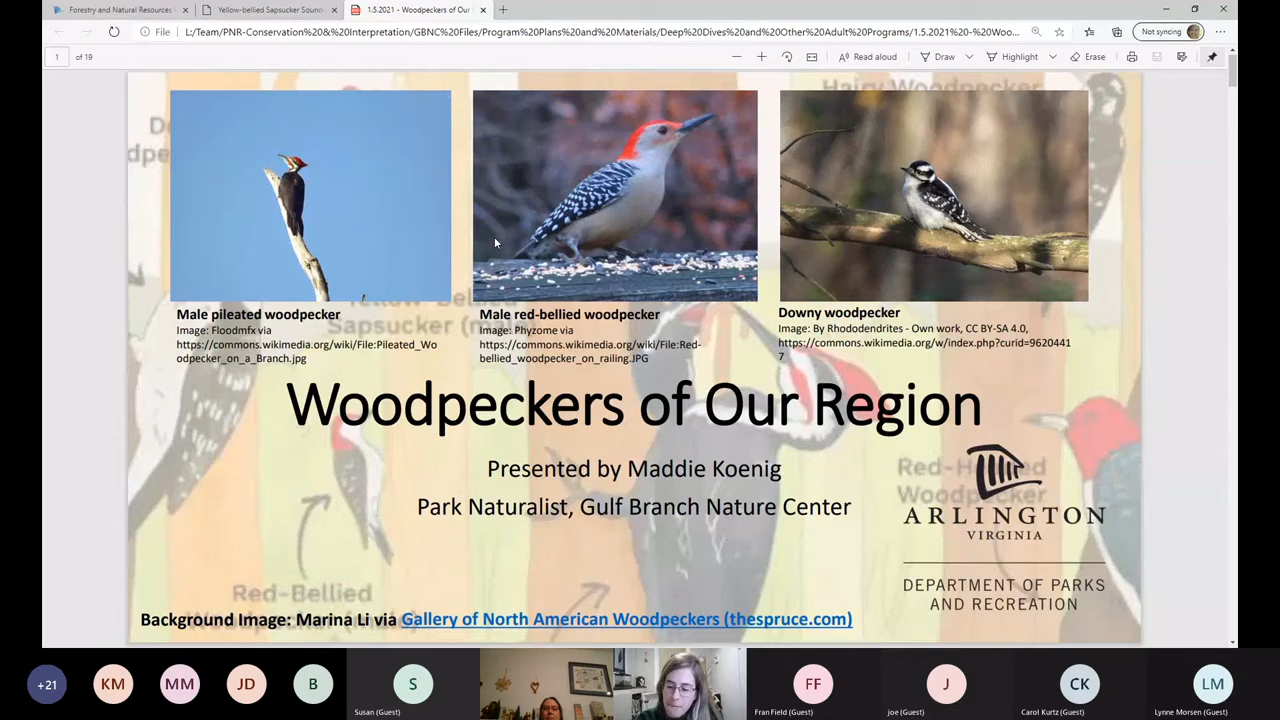 Forestry and Natural Resources
Yellow-bellied Sapsucker Sound
1.5.2021 - Woodpeckers of Our
File
L:/Team/PNR-Conservation%20&%20Interpretation/GBNC%20Files/Program%20Plans%20and%20Materials/Deep%20Dives%20and%20Other%20Adult%20Programs/1.5.2021%20-%20Woo...
Not syncing
1 of 19
Read aloud
Draw
Highlight
Erase
Hairy Woodpecker
Male pileated woodpecker
Image: Floodmfx via
https://commons.wikimedia.org/wiki/File:Pileated_Wo
odpecker_on_a_Branch.jpg
Male red-bellied woodpecker
Image: Phyzome via
https://commons.wikimedia.org/wiki/File:Red-
bellied_woodpecker_on_railing.JPG
Downy woodpecker
Image: By Rhododendrites - Own work, CC BY-SA 4.0,
https://commons.wikimedia.org/w/index.php?curid=9620441
7
Yellow-Bellied
Sapsucker (male)
Woodpeckers of Our Region
Presented by Maddie Koenig
Park Naturalist, Gulf Branch Nature Center
Red-Headed
Woodpecker
ARLINGTON
VIRGINIA
DEPARTMENT OF PARKS
AND RECREATION
Red-Bellied
Background Image: Marina Li via Gallery of North American Woodpeckers (thespruce.com)
+21
KM
MM
JD
B
S
Susan (Guest)
FF
Fran Field (Guest)
J
joe (Guest)
CK
Carol Kurtz (Guest)
LM
Lynne Morsen (Guest)